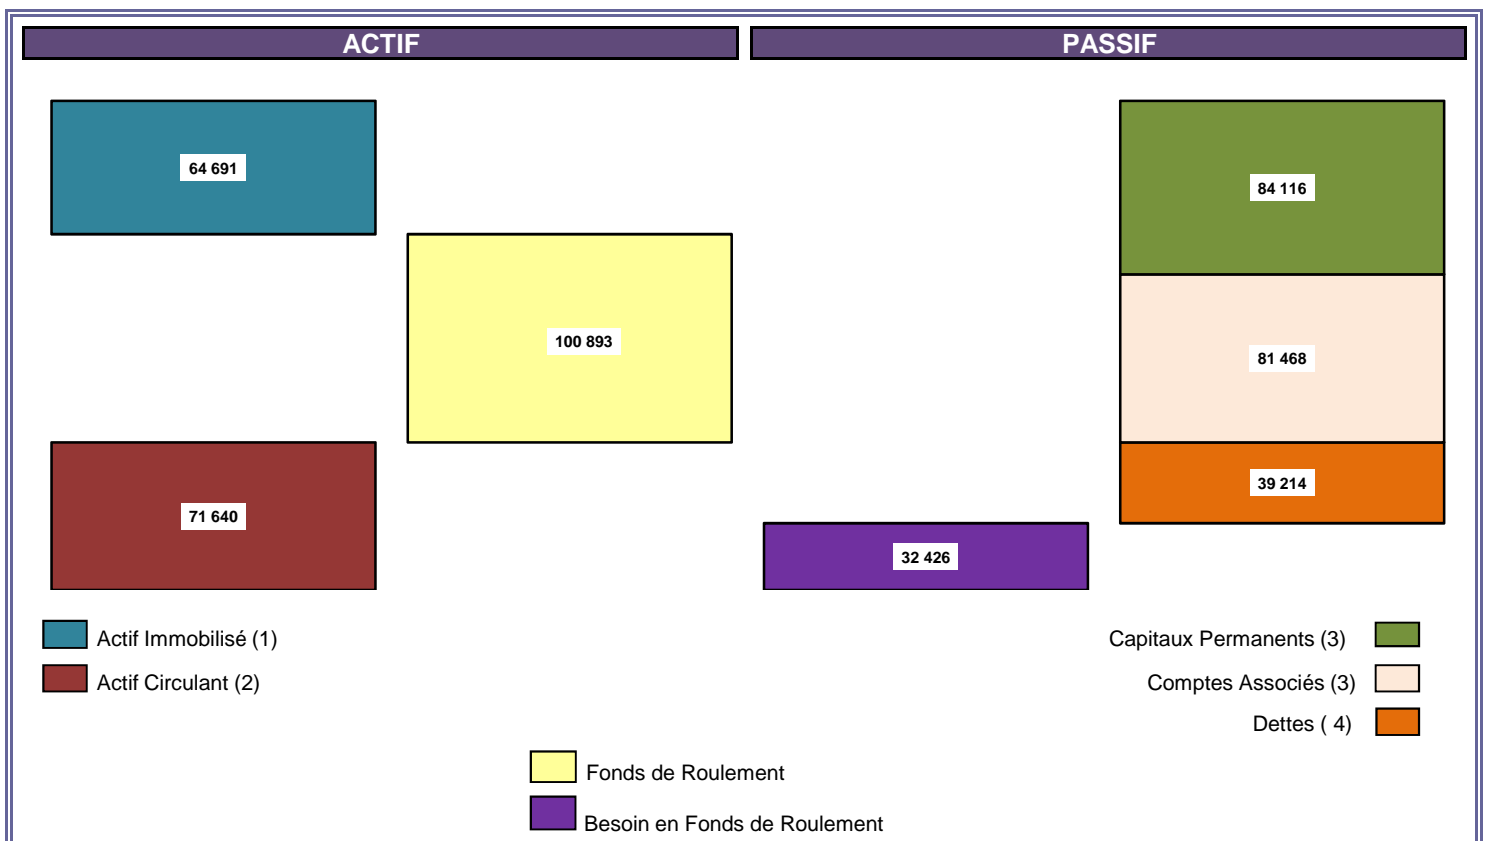 ACTIF
PASSIF
64 691
84 116
100 893
81 468
39 214
71 640
32 426
Actif Immobilisé (1)
Capitaux Permanents (3)
Actif Circulant (2)
Comptes Associés (3)
Dettes ( 4)
Fonds de Roulement
Besoin en Fonds de Roulement